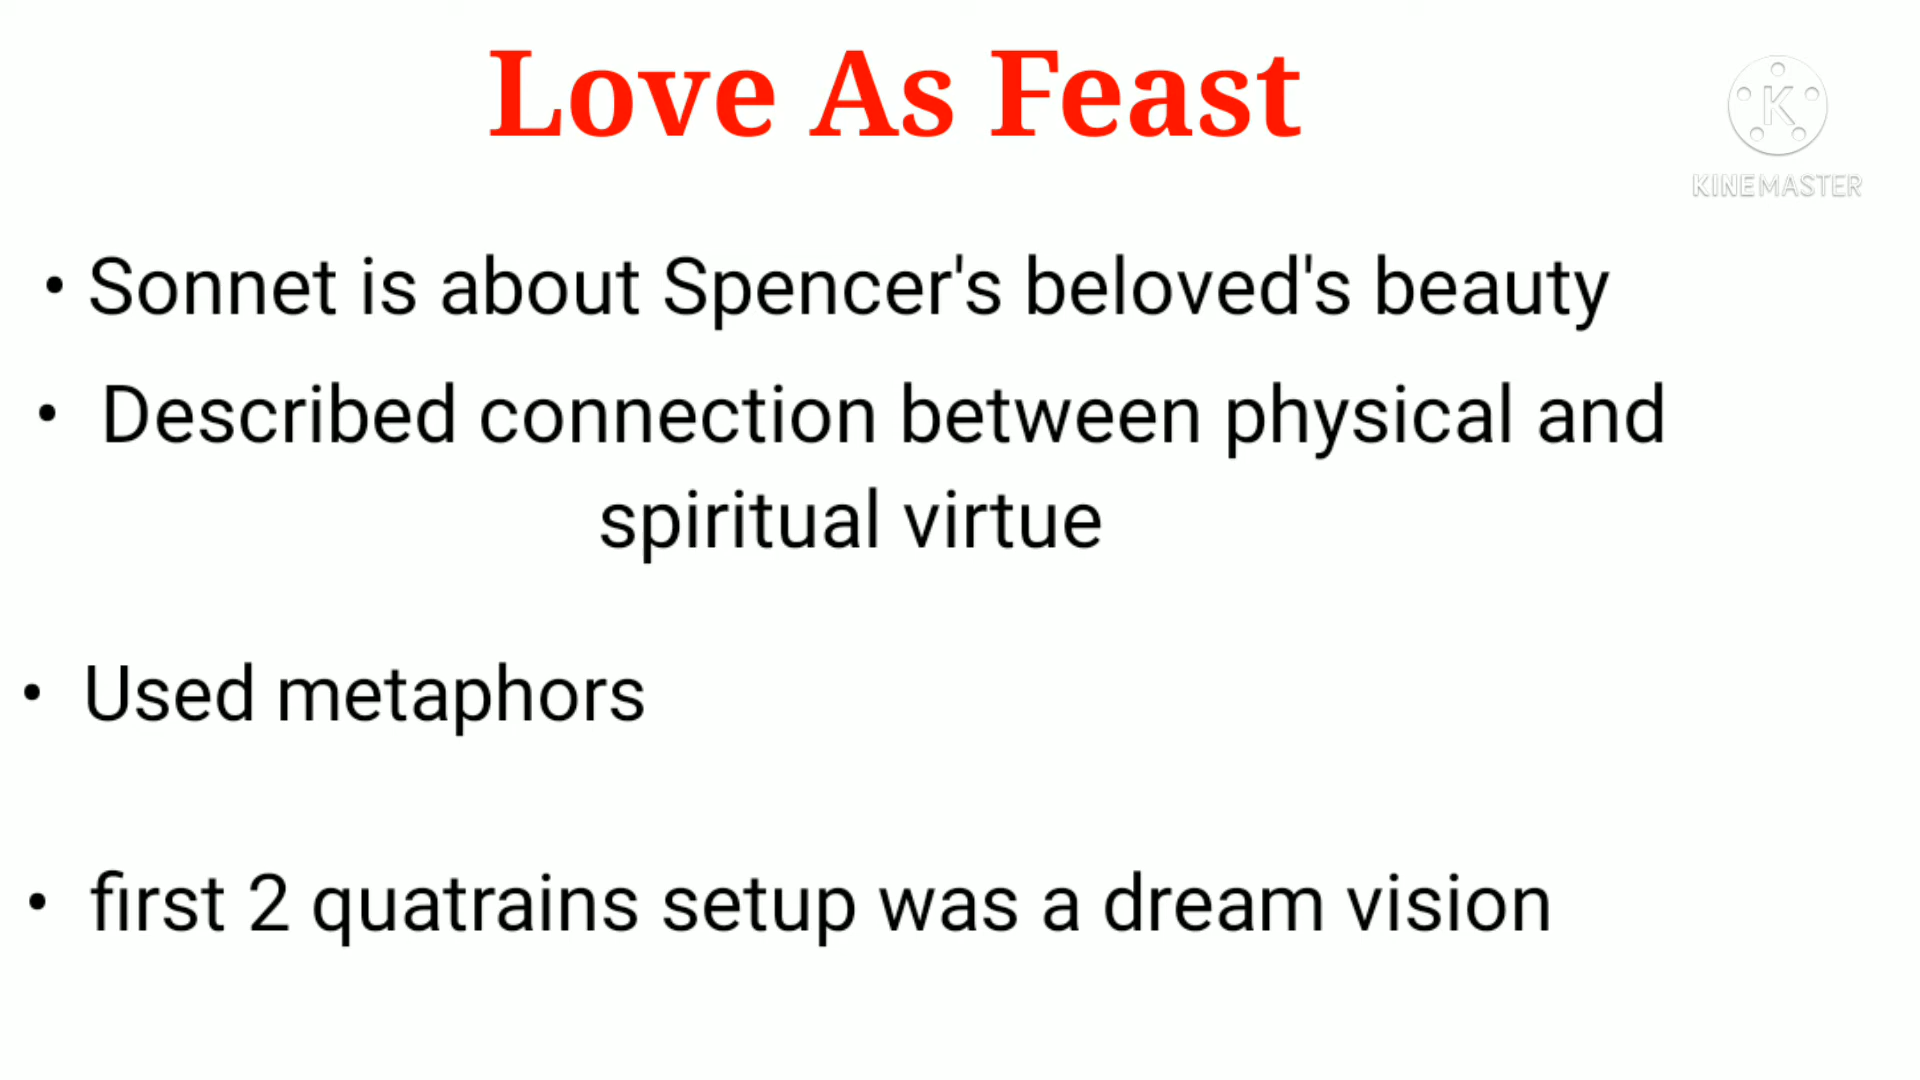 Love As Feast
K
KINEMASTER
• Sonnet is about Spencer's beloved's beauty
• Described connection between physical and
spiritual virtue
• Used metaphors
• first 2 quatrains setup was a dream vision